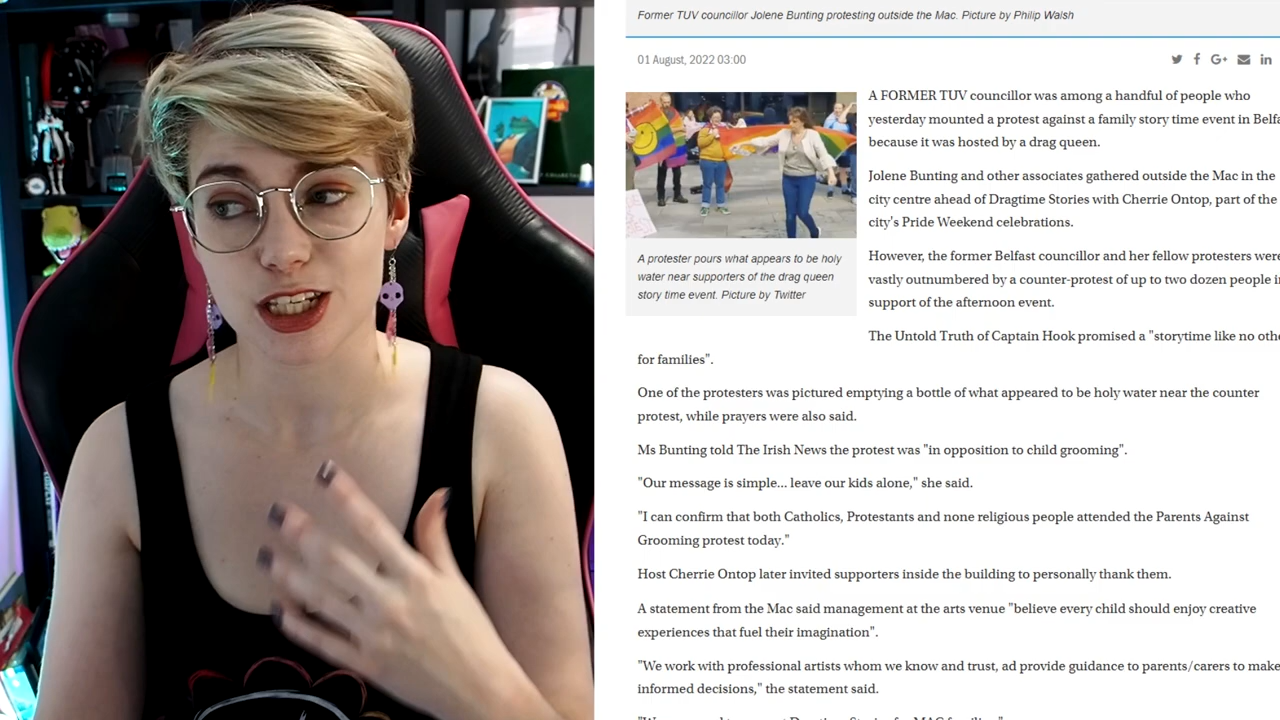 Former TUV councillor Jolene Bunting protesting outside the Mac. Picture by Philip Walsh
01 August, 2022 03:00
A FORMER TUV councillor was among a handful of people who
yesterday mounted a protest against a family story time event in
because it was hosted by a drag queen.
Jolene Bunting and other associates gathered outside the Mac in the
city centre ahead of Dragtime Stories with Cherrie Ontop, part of the
city's Pride Weekend celebrations.
However, the former Belfast councillor and her fellow protesters were
vastly outnumbered by a counter-protest of up to two dozen people
support of the afternoon event.
The Untold Truth of Captain Hook promised a "storytime like no
for families".
A protester pours what appears to be holy
water near supporters of the drag queen
story time event. Picture by Twitter
One of the protesters was pictured emptying a bottle of what appeared to be holy water near the counter
protest, while prayers were also said.
Ms Bunting told The Irish News the protest was "in opposition to child grooming".
"Our message is simple... leave our kids alone," she said.
"I can confirm that both Catholics, Protestants and none religious people attended the Parents Against
Grooming protest today."
Host Cherrie Ontop later invited supporters inside the building to personally thank them.
A statement from the Mac said management at the arts venue "believe every child should enjoy creative
experiences that fuel their imagination".
"We work with professional artists whom we know and trust, ad provide guidance to parents/carers to make
informed decisions," the statement said.